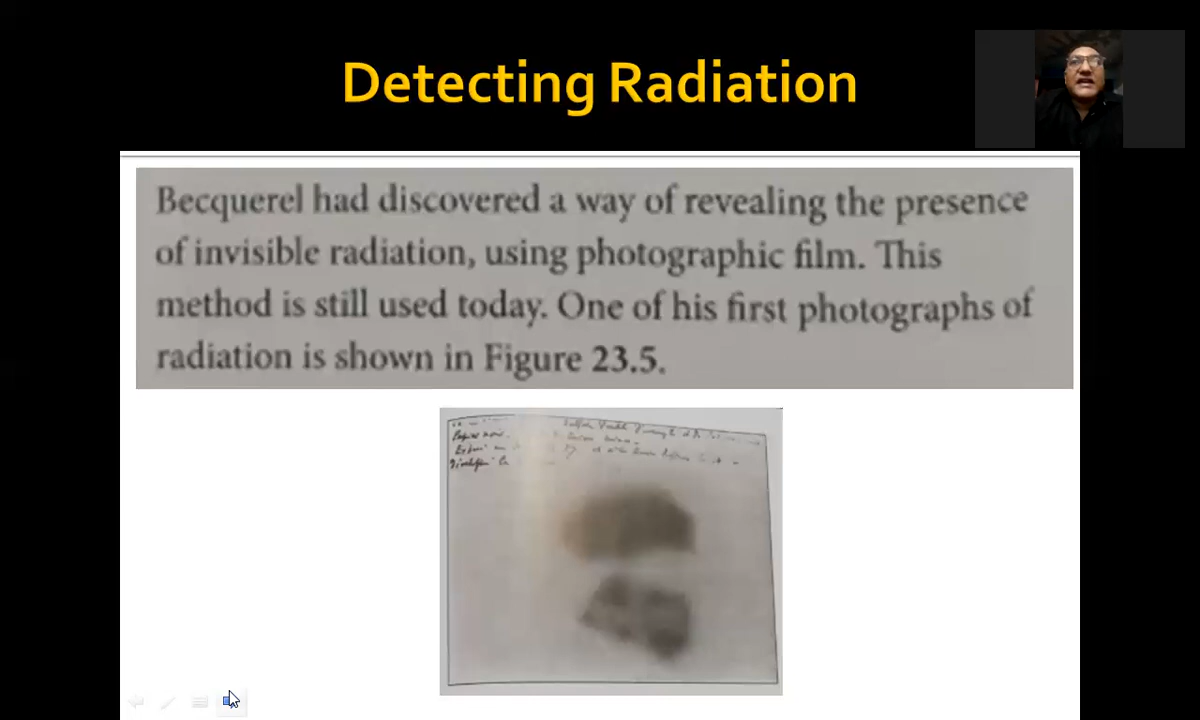 Detecting Radiation
Becquerel had discovered a way of revealing the presence
of invisible radiation, using photographic film. This
method is still used today. One of his first photographs of
radiation is shown in Figure 23.5.